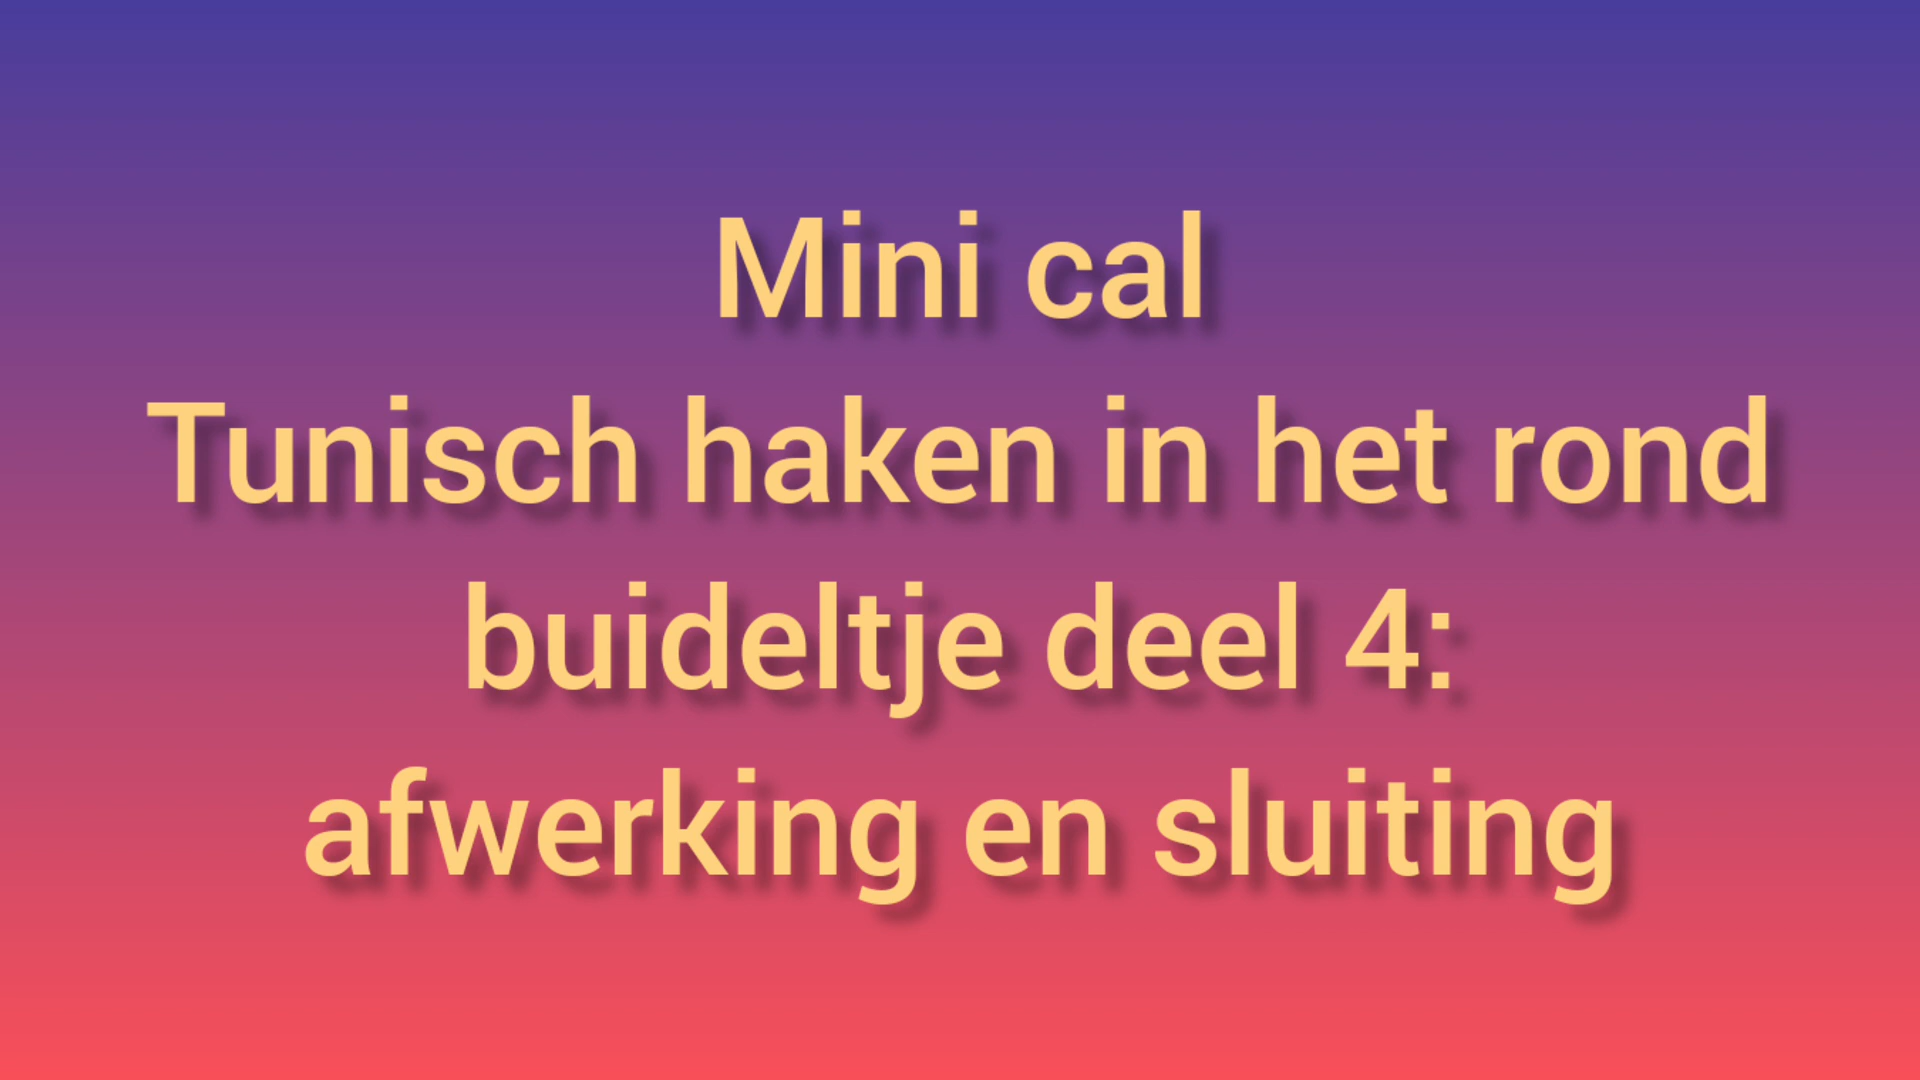 Mini cal
Tunisch haken in het rond
buideltje deel 4:
afwerking en sluiting